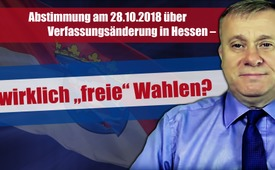 Abstimmung am 28.10.2018 über
Verfassungsänderung in Hessen –
wirklich „freie“ Wahlen?